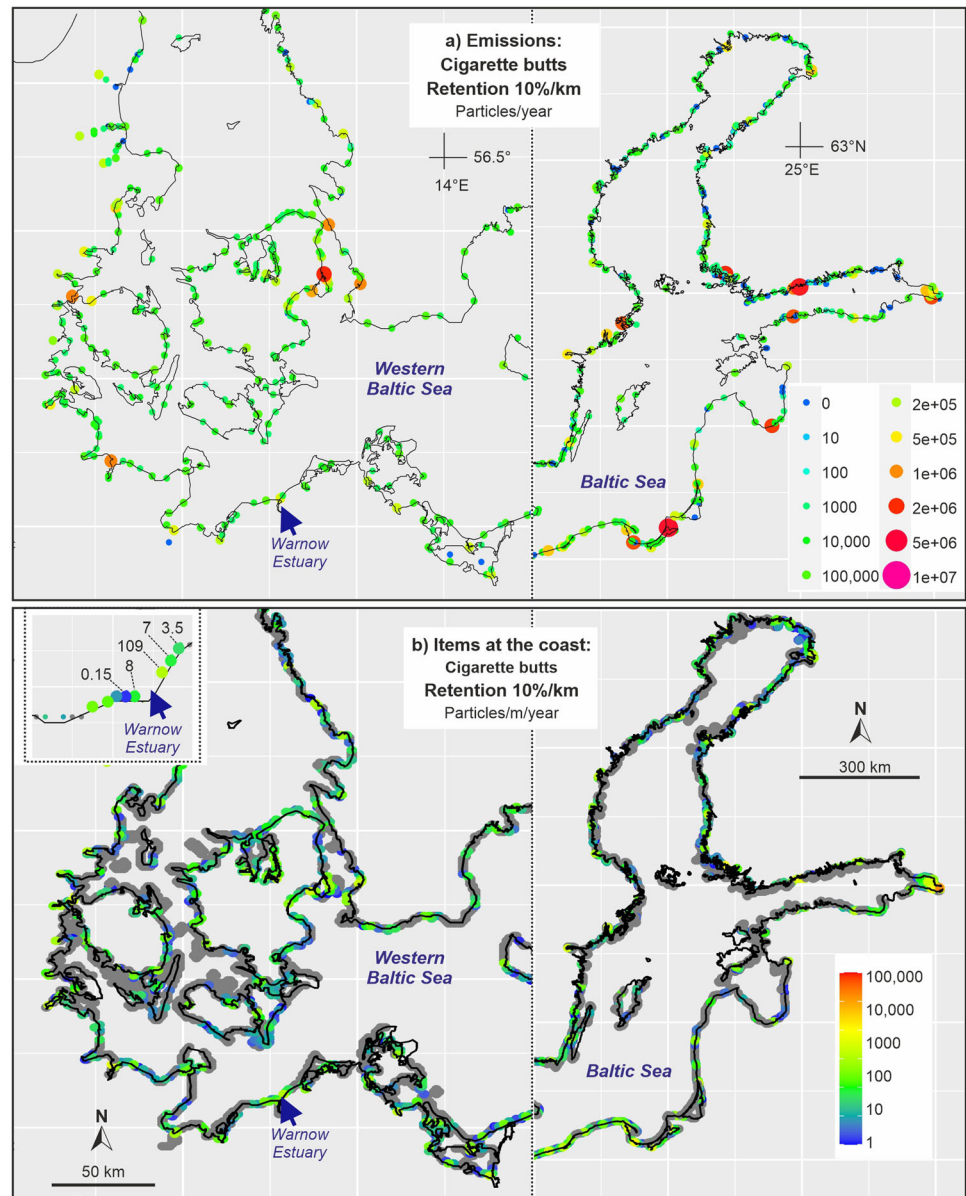 a) Emissions:
Cigarette butts
Retention 10%/km
Particles/year
56.5°
14°E
63°N
25°E
Western
Baltic Sea
Baltic Sea
Warnow
Estuary
0
10
100
1000
10,000
100,000
2e+05
5e+05
1e+06
2e+06
5e+06
1e+07
b) Items at the coast:
Cigarette butts
Retention 10%/km
Particles/m/year
3.5
7
109
0.15
8
Warnow
Estuary
N
300 km
Western
Baltic Sea
Baltic Sea
Warnow
Estuary
N
50 km
100,000
10,000
1000
100
10
1